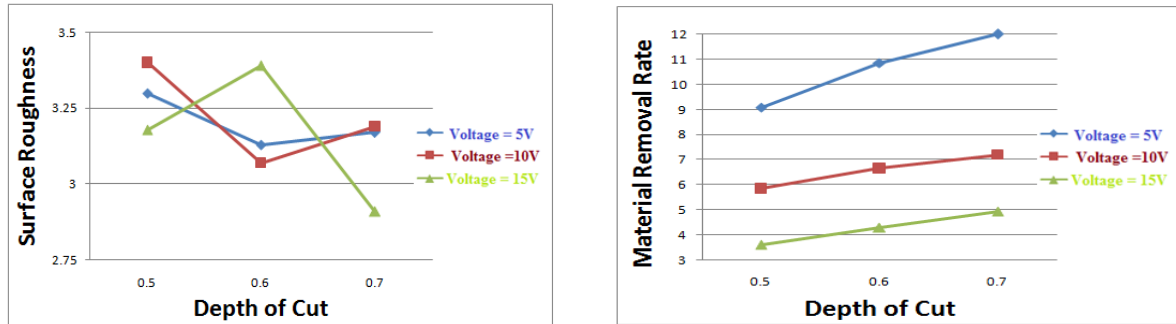 Surface Roughness
3.5
3.25
3
2.75
0.5 0.6 0.7
Depth of Cut
Voltage = 5V
Voltage =10V
Voltage = 15V
Material Removal Rate
12
11
10
9
8
7
6
5
4
3
0.5 0.6 0.7
Depth of Cut
Voltage = 5V
Voltage =10V
Voltage = 15V